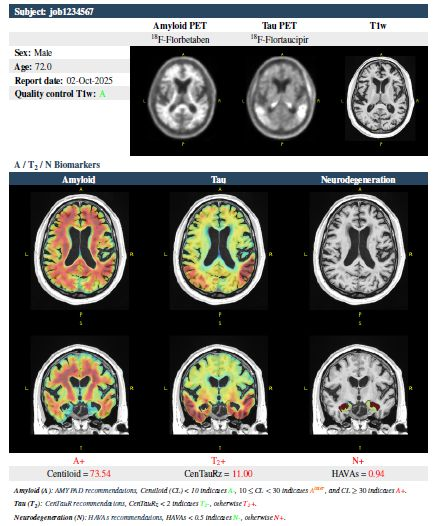 Subject: job1234567
Amyloid PET Tau PET T1w
¹⁸F-Florbetaben ¹⁸F-Flortaucipir
Sex: Male
Age: 72.0
Report date: 02-Oct-2025
Quality control T1w: A
A A A
L R L R L R
P P P
A / T₂ / N Biomarkers
Amyloid Tau Neurodegeneration
A A A
L R L R L R
P P P
S S S
L R L R L R
I I I
A+ T₂+ N+
Centiloid = 73.54 CenTauRz = 11.00 HAVAs = 0.94
Amyloid (A): AMYPAD recommendations, Centiloid (CL) < 10 indicates A-, 10 ≤ CL < 30 indicates A^inter, and CL ≥ 30 indicates A+.
Tau (T₂): CenTauR recommendations, CenTauRz < 2 indicates T₂-, otherwise T₂+.
Neurodegeneration (N): HAVAs recommendations, HAVAs < 0.5 indicates N-, otherwise N+.